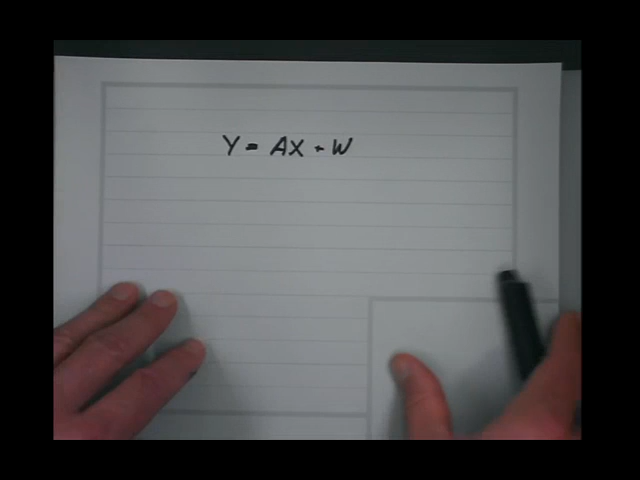 Y = AX + W